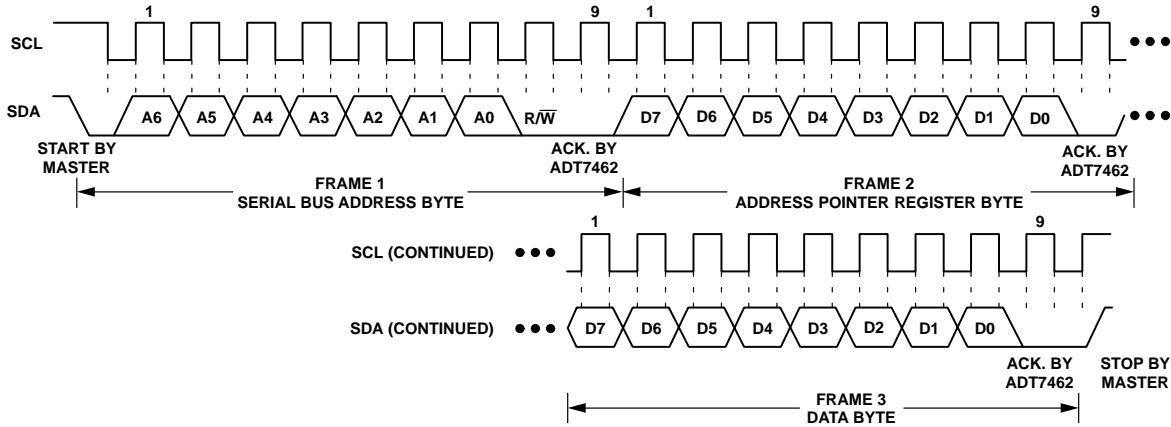 1 9 1 9
SCL
SDA A6 A5 A4 A3 A2 A1 A0 R/W̅ D7 D6 D5 D4 D3 D2 D1 D0
START BY
MASTER
ACK. BY
ADT7462
ACK. BY
ADT7462
FRAME 1
SERIAL BUS ADDRESS BYTE
FRAME 2
ADDRESS POINTER REGISTER BYTE
1 9
SCL (CONTINUED)
SDA (CONTINUED) D7 D6 D5 D4 D3 D2 D1 D0
ACK. BY
ADT7462
STOP BY
MASTER
FRAME 3
DATA BYTE